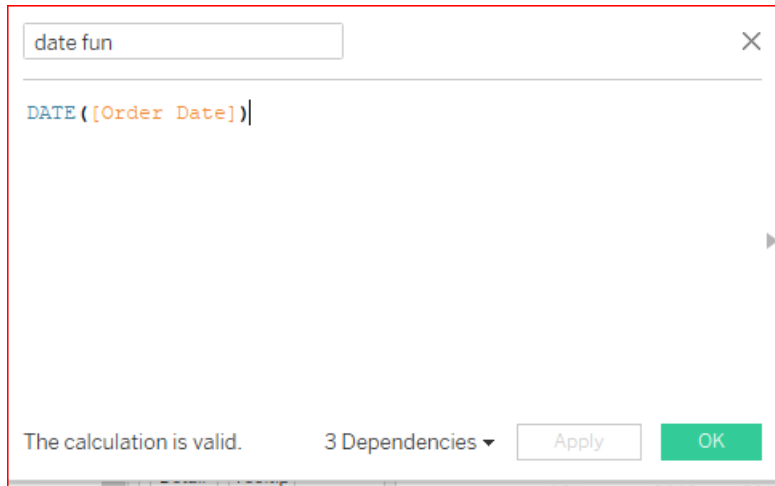 date fun
DATE([Order Date])
The calculation is valid. 3 Dependencies Apply OK